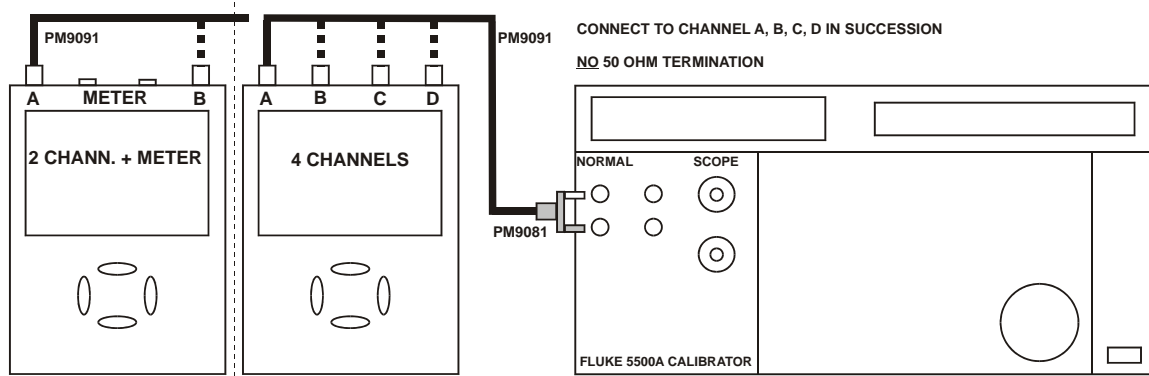 PM9091
A METER B
2 CHANN. + METER
A B C D
4 CHANNELS
PM9091
PM9081
CONNECT TO CHANNEL A, B, C, D IN SUCCESSION
NO 50 OHM TERMINATION
NORMAL SCOPE
FLUKE 5500A CALIBRATOR